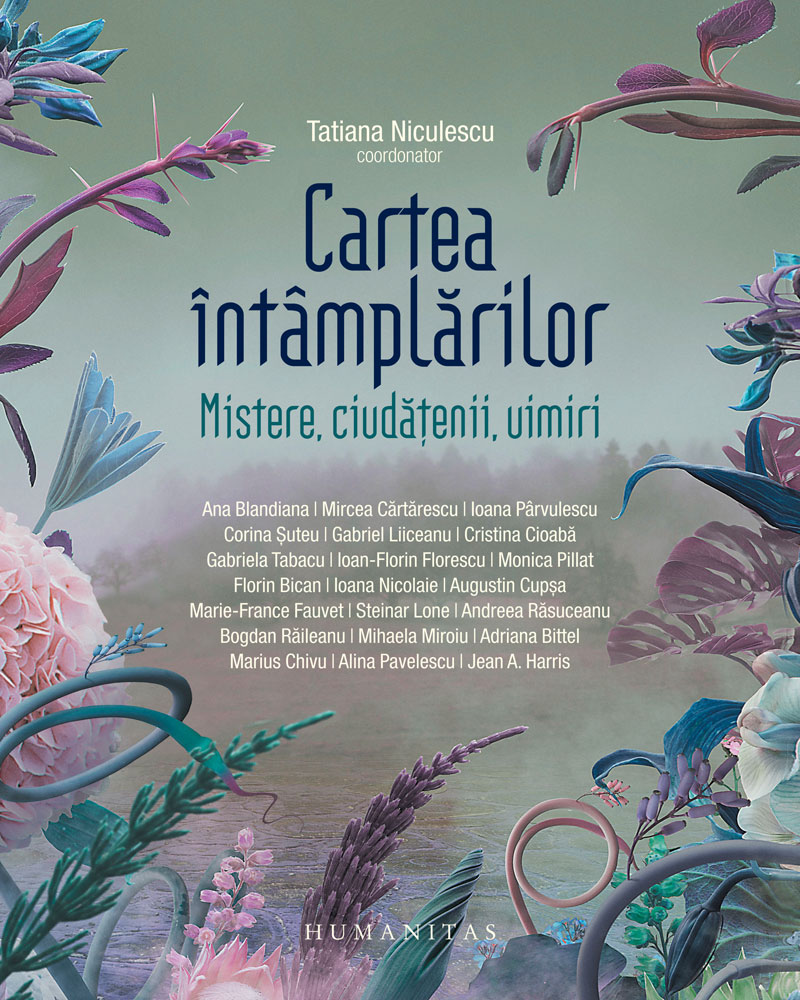 Tatiana Niculescu
coordonator
Cartea
întâmplărilor
Mistere, ciudățenii, uimiri
Ana Blandiana | Mircea Cărtărescu | Ioana Pârvulescu
Corina Șuteu | Gabriel Liiceanu | Cristina Cioabă
Gabriela Tabacu | Ioan-Florin Florescu | Monica Pillat
Florin Bican | Ioana Nicolaie | Augustin Cupșa
Marie-France Fauvet | Steinar Lone | Andreea Răsuceanu
Bogdan Răileanu | Mihaela Miroiu | Adriana Bittel
Marius Chivu | Alina Pavelescu | Jean A. Harris
HUMANITAS